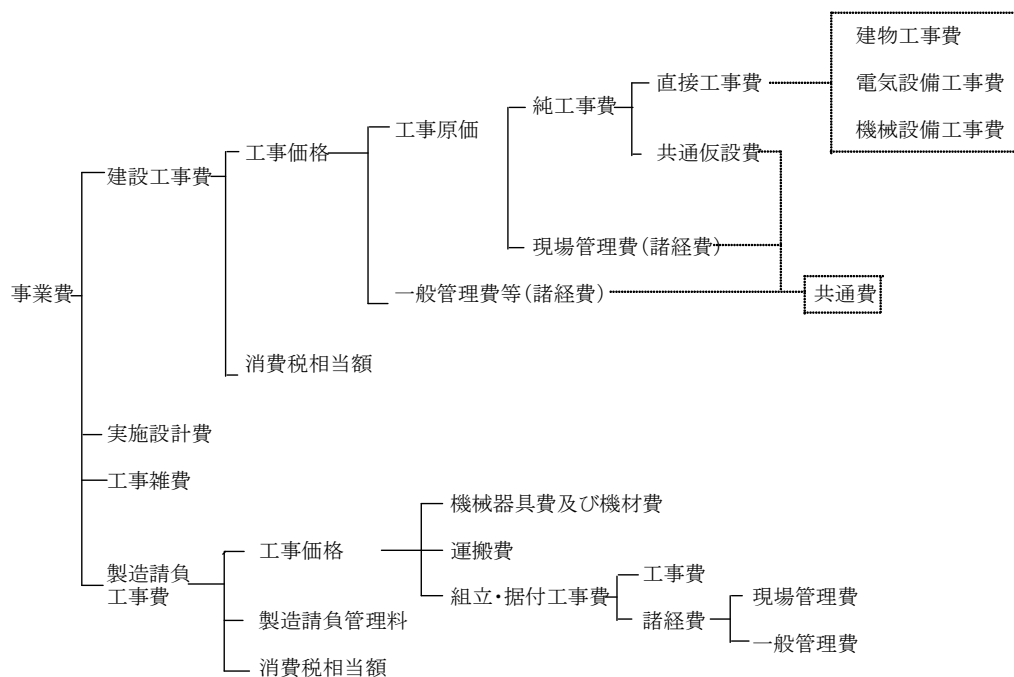 建物工事費
直接工事費
電気設備工事費
純工事費
工事原価
機械設備工事費
工事価格
共通仮設費
建設工事費
現場管理費(諸経費)
事業費
一般管理費等(諸経費)
共通費
消費税相当額
実施設計費
工事雑費
機械器具費及び機材費
工事価格
運搬費
製造請負
工事費
工事費
組立・据付工事費
現場管理費
製造請負管理料
諸経費
一般管理費
消費税相当額